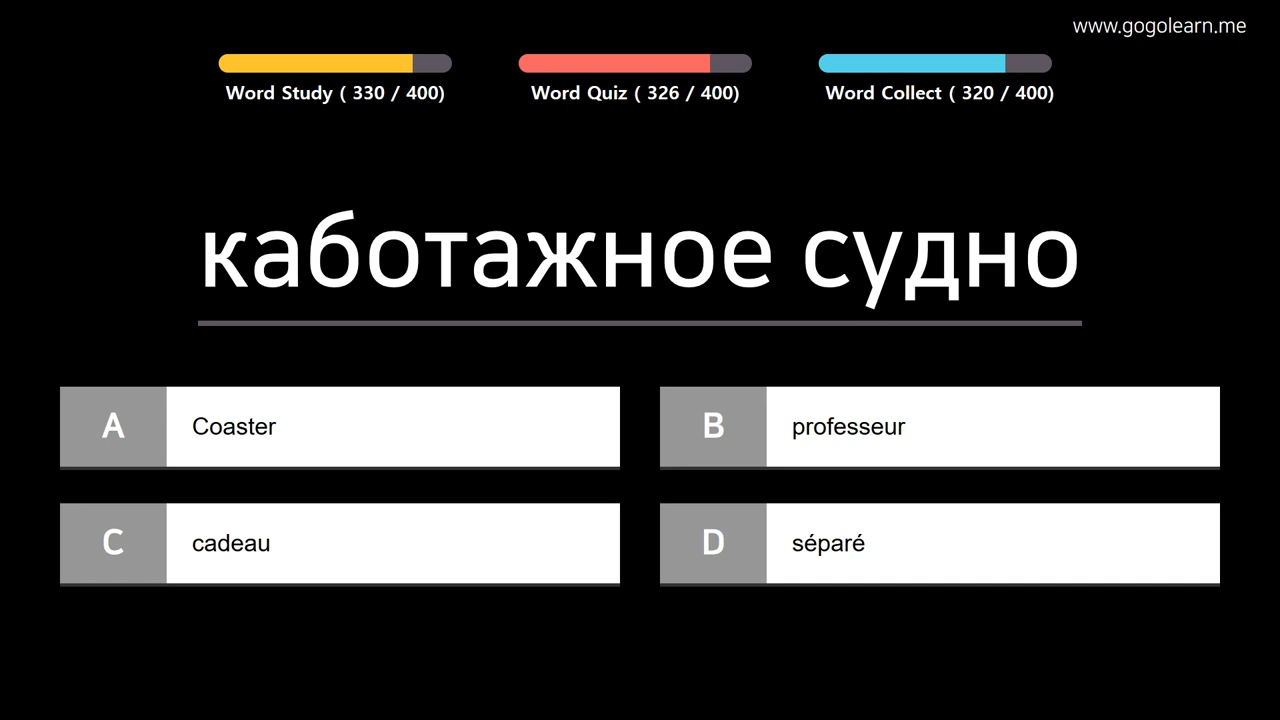 www.gogolearn.me
Word Study ( 330 / 400)
Word Quiz ( 326 / 400)
Word Collect ( 320 / 400)
каботажное судно
A Coaster
B professeur
C cadeau
D séparé